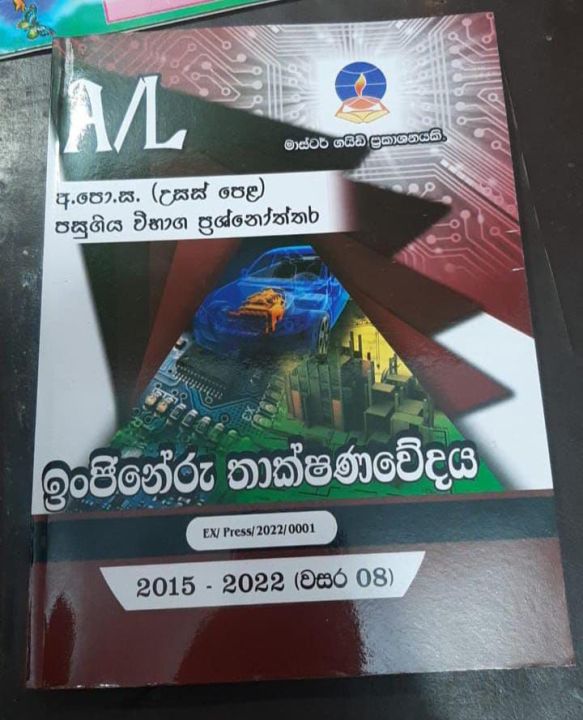 A/L
මාස්ටර් ගයිඩ් ප්‍රකාශනයකි.
අ.පො.ස. (උසස් පෙළ)
පසුගිය විභාග ප්‍රශ්නෝත්තර
ඉංජිනේරු තාක්ෂණවේදය
EX/ Press/2022/0001
2015 - 2022 (වසර 08)